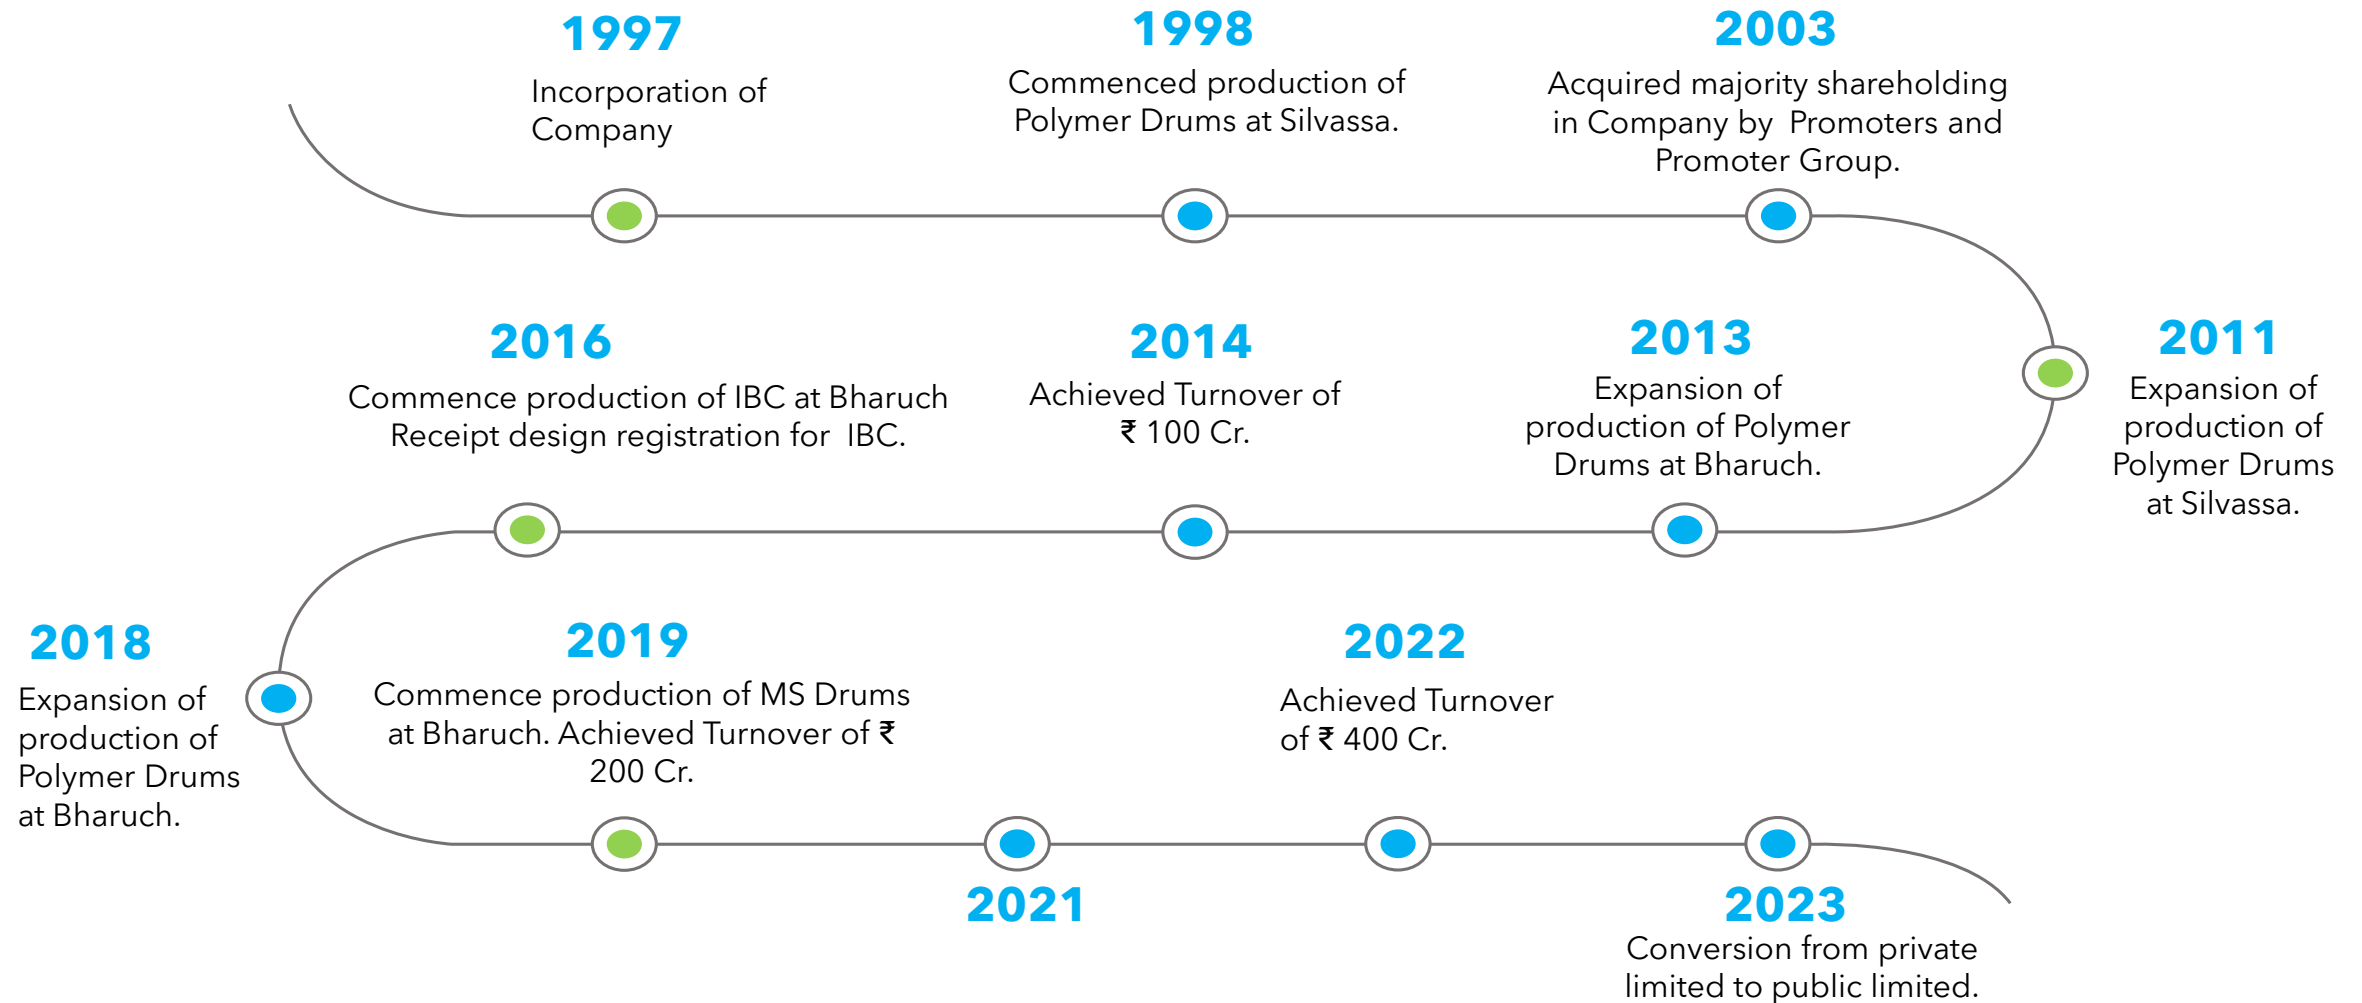 1997
Incorporation of
Company
1998
Commenced production of
Polymer Drums at Silvassa.
2003
Acquired majority shareholding
in Company by Promoters and
Promoter Group.
2011
Expansion of
production of
Polymer Drums
at Silvassa.
2013
Expansion of
production of Polymer
Drums at Bharuch.
2014
Achieved Turnover of
₹ 100 Cr.
2016
Commence production of IBC at Bharuch
Receipt design registration for IBC.
2018
Expansion of
production of
Polymer Drums
at Bharuch.
2019
Commence production of MS Drums
at Bharuch. Achieved Turnover of ₹
200 Cr.
2021
2022
Achieved Turnover
of ₹ 400 Cr.
2023
Conversion from private
limited to public limited.